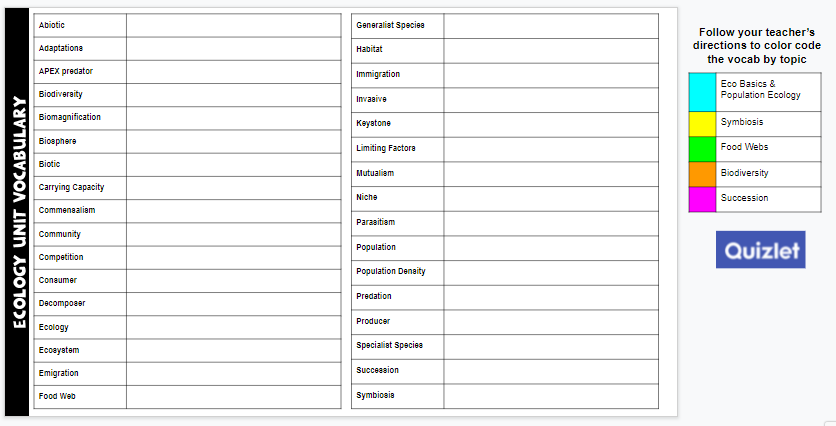 ECOLOGY UNIT VOCABULARY
Abiotic
Adaptations
APEX predator
Biodiversity
Biomagnification
Biosphere
Biotic
Carrying Capacity
Commensalism
Community
Competition
Consumer
Decomposer
Ecology
Ecosystem
Emigration
Food Web
Generalist Species
Habitat
Immigration
Invasive
Keystone
Limiting Factors
Mutualism
Niche
Parasitism
Population
Population Density
Predation
Producer
Specialist Species
Succession
Symbiosis
Follow your teacher's
directions to color code
the vocab by topic
Eco Basics &
Population Ecology
Symbiosis
Food Webs
Biodiversity
Succession
Quizlet